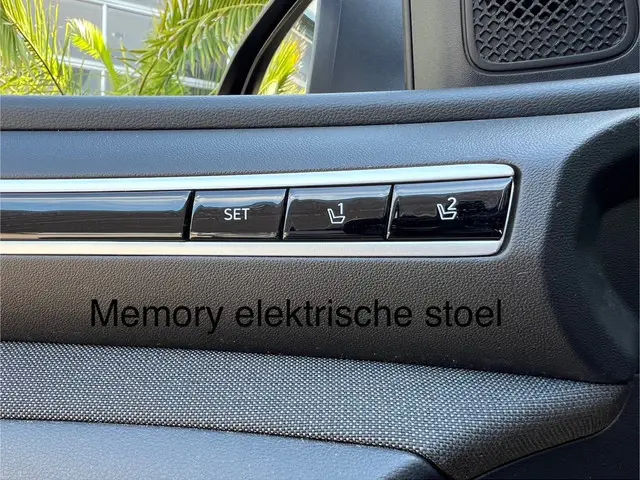 SET 1 2
Memory elektrische stoel